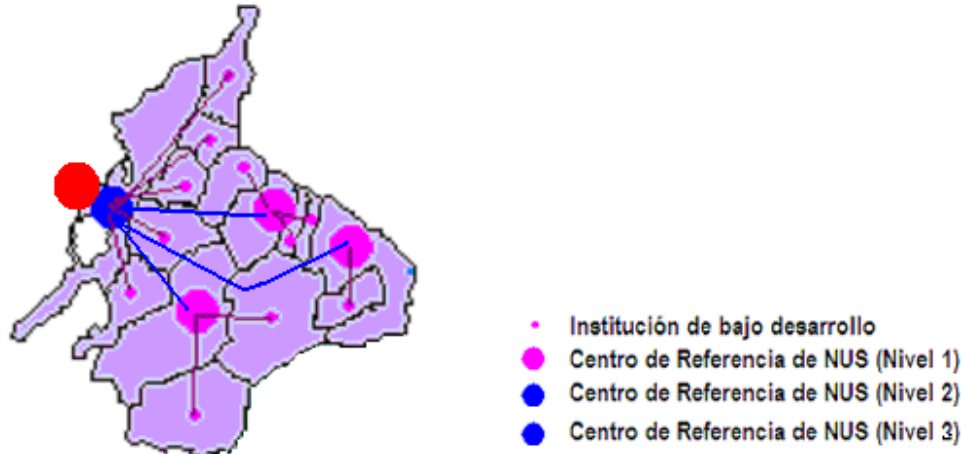 Institución de bajo desarrollo
Centro de Referencia de NUS (Nivel 1)
Centro de Referencia de NUS (Nivel 2)
Centro de Referencia de NUS (Nivel 3)